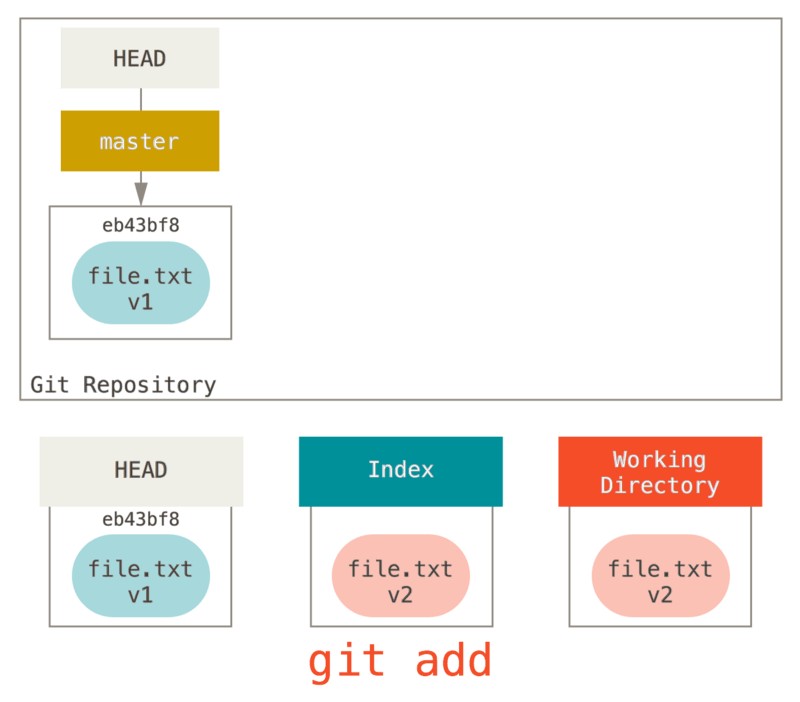 HEAD
master
eb43bf8
file.txt
v1
Git Repository
HEAD
Index
Working
Directory
eb43bf8
file.txt
v1
file.txt
v2
file.txt
v2
git add